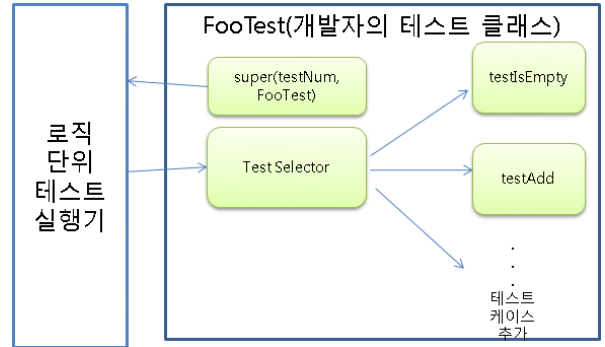 로직
단위
테스트
실행기
FooTest(개발자의 테스트 클래스)
super(testNum,
FooTest)
Test Selector
testIsEmpty
testAdd
.
.
.
테스트
케이스
추가